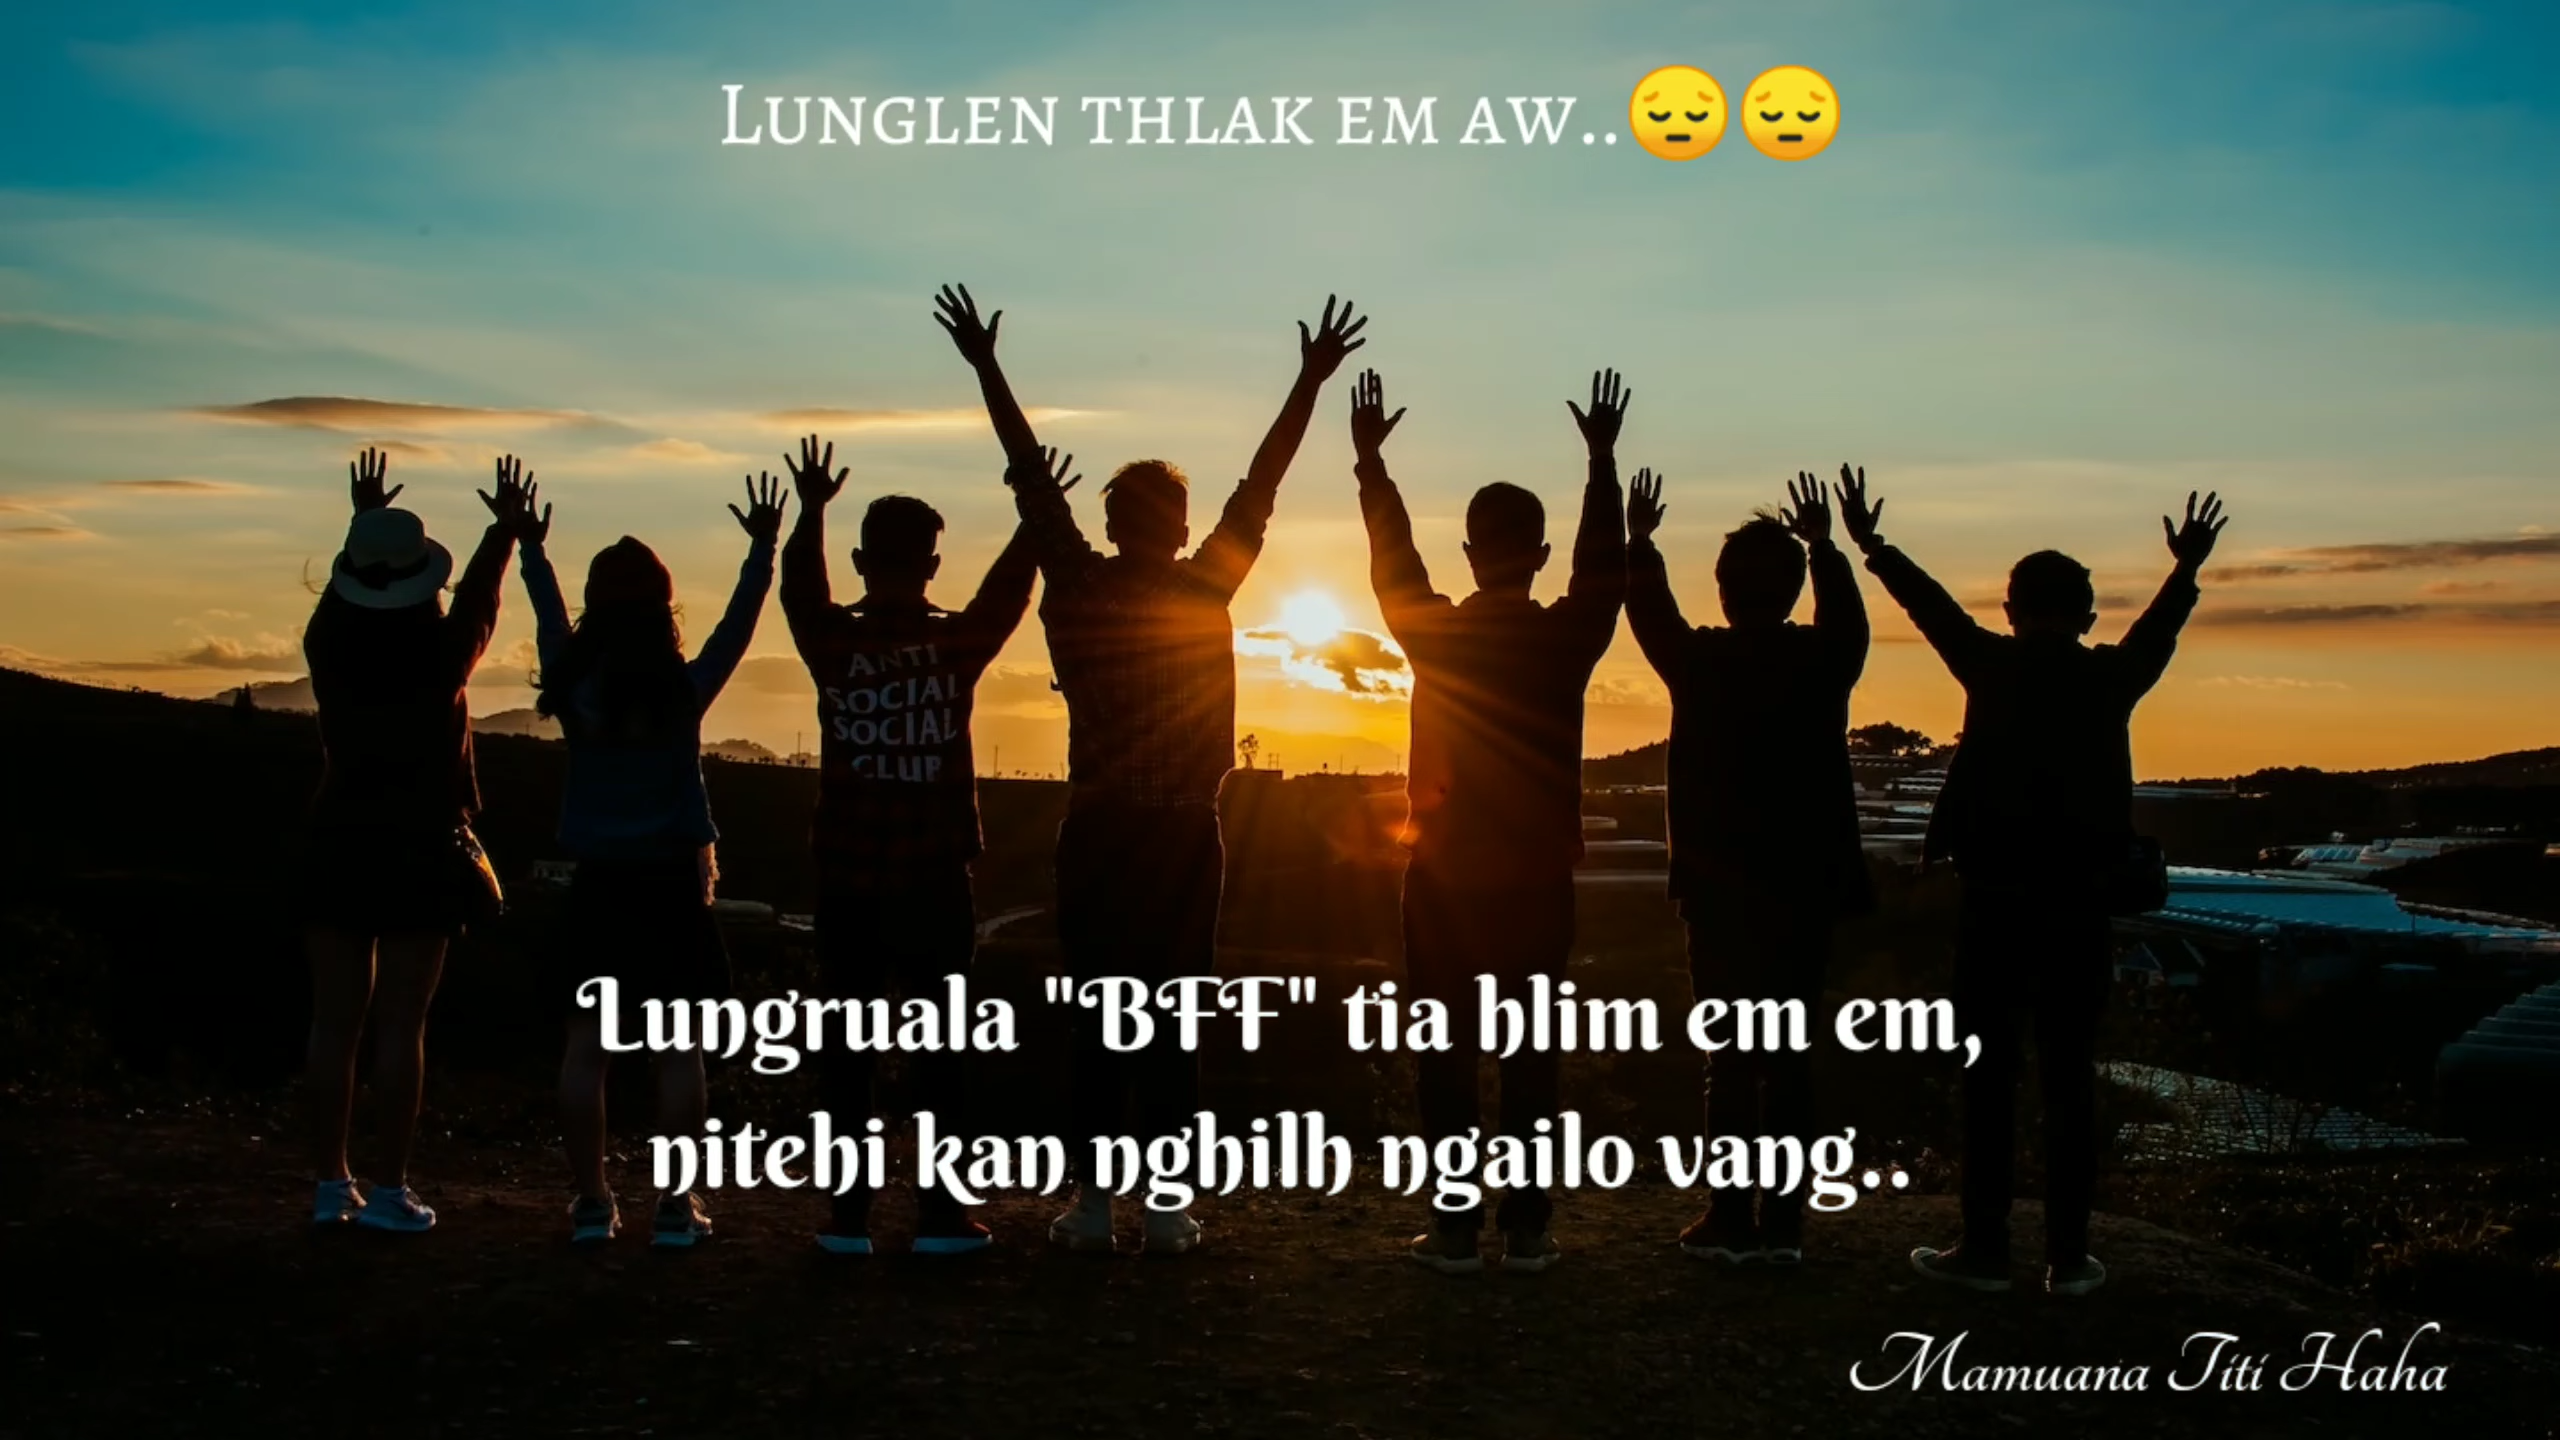 Lunglen thlak em aw..😔😔
ANTI
SOCIAL
SOCIAL
CLUB
Lungruala "BFF" tia hlim em em,
nitehi kan nghilh ngailo vang..
Mamuana Titi Haha